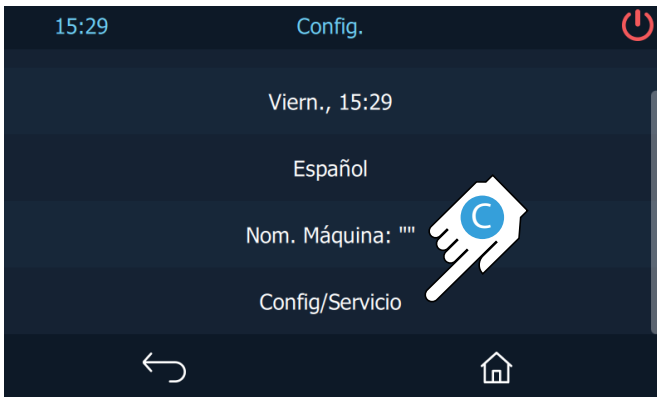 15:29 Config.
Viern., 15:29
Español
Nom. Máquina: ""
C
Config/Servicio